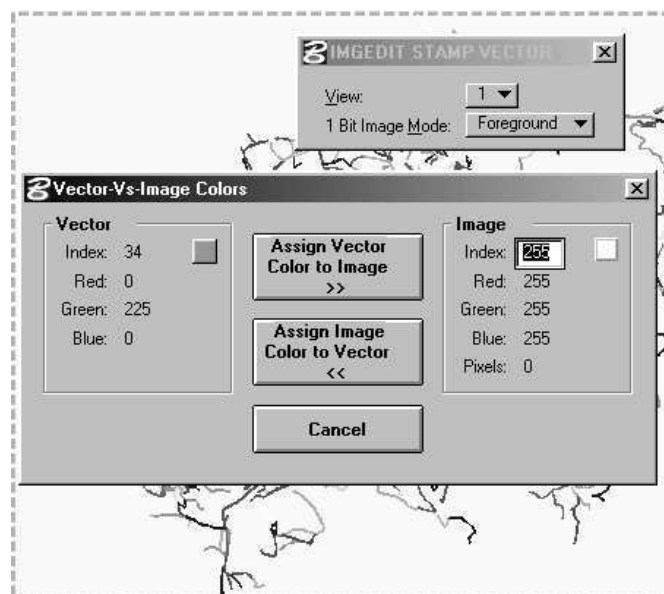 IMGEDIT STAMP VECTOR
View: 1
1 Bit Image Mode: Foreground
Vector-Vs-Image Colors
Vector
Index: 34
Red: 0
Green: 225
Blue: 0
Assign Vector
Color to Image
>>
Assign Image
Color to Vector
<<
Cancel
Image
Index: 255
Red: 255
Green: 255
Blue: 255
Pixels: 0